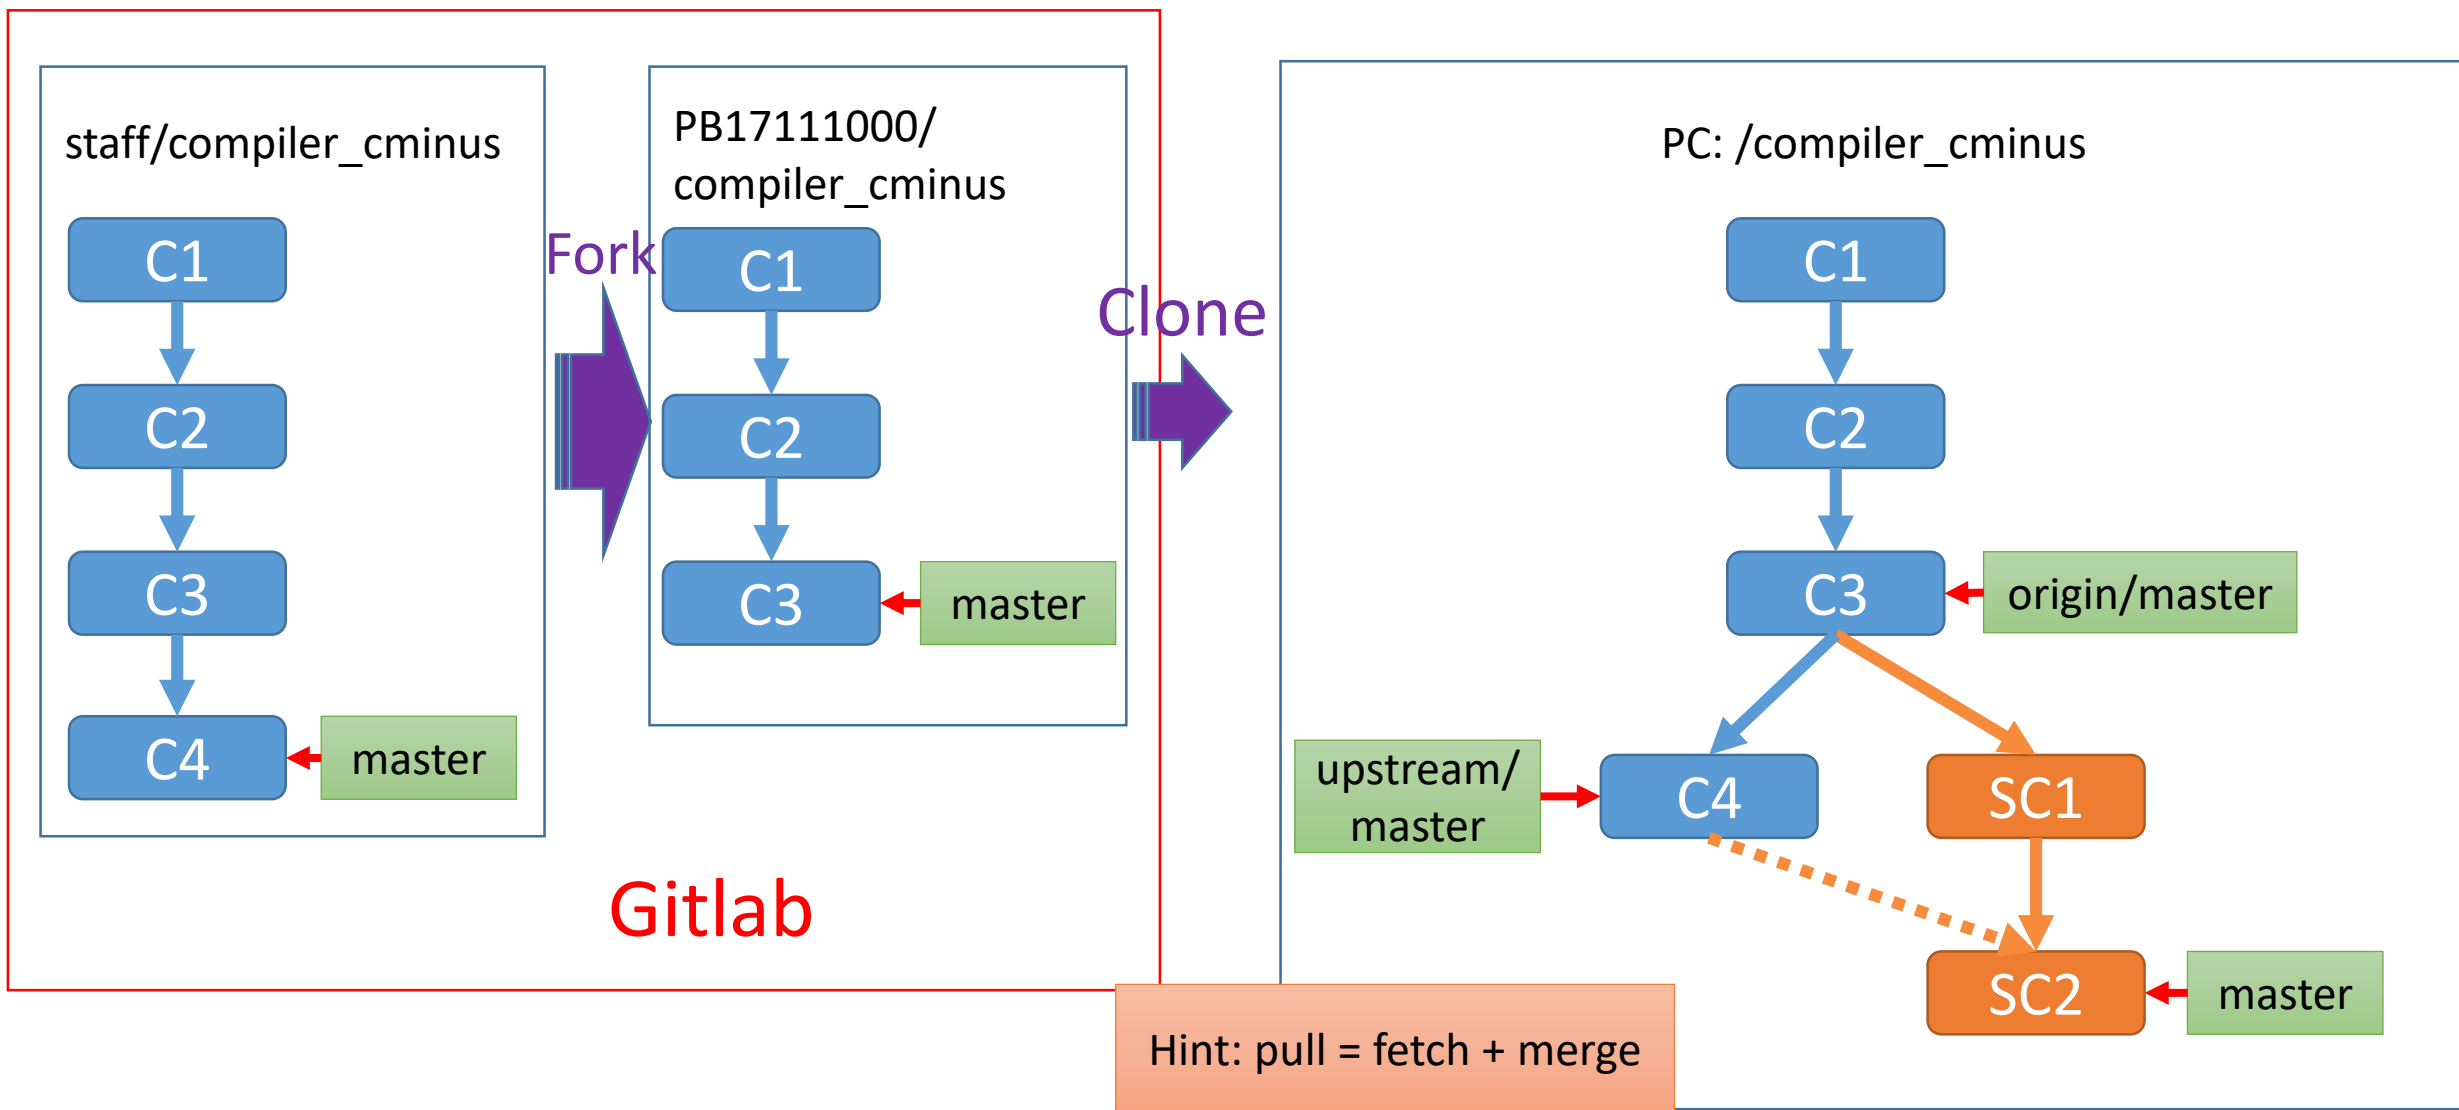 staff/compiler_cminus
C1
C2
C3
C4
master
Fork
PB17111000/
compiler_cminus
C1
C2
C3
master
Gitlab
Clone
PC: /compiler_cminus
C1
C2
C3
origin/master
upstream/
master
C4
SC1
SC2
master
Hint: pull = fetch + merge